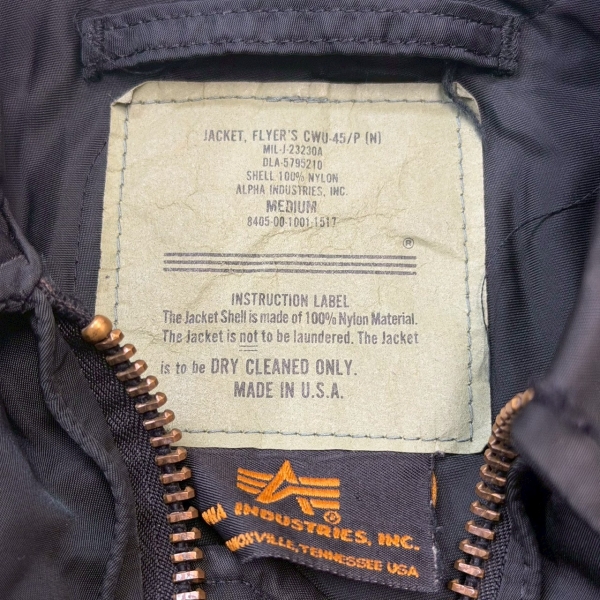 JACKET, FLYER'S CWU-45/P (N)
MIL-J-23230A
DLA-5795210
SHELL 100% NYLON
ALPHA INDUSTRIES, INC.
MEDIUM
8405-00-1001-1517
®
INSTRUCTION LABEL
The Jacket Shell is made of 100% Nylon Material.
The Jacket is not to be laundered. The Jacket
is to be DRY CLEANED ONLY.
MADE IN U.S.A.
®
INDUSTRIES, INC.
TENNESSEE USA